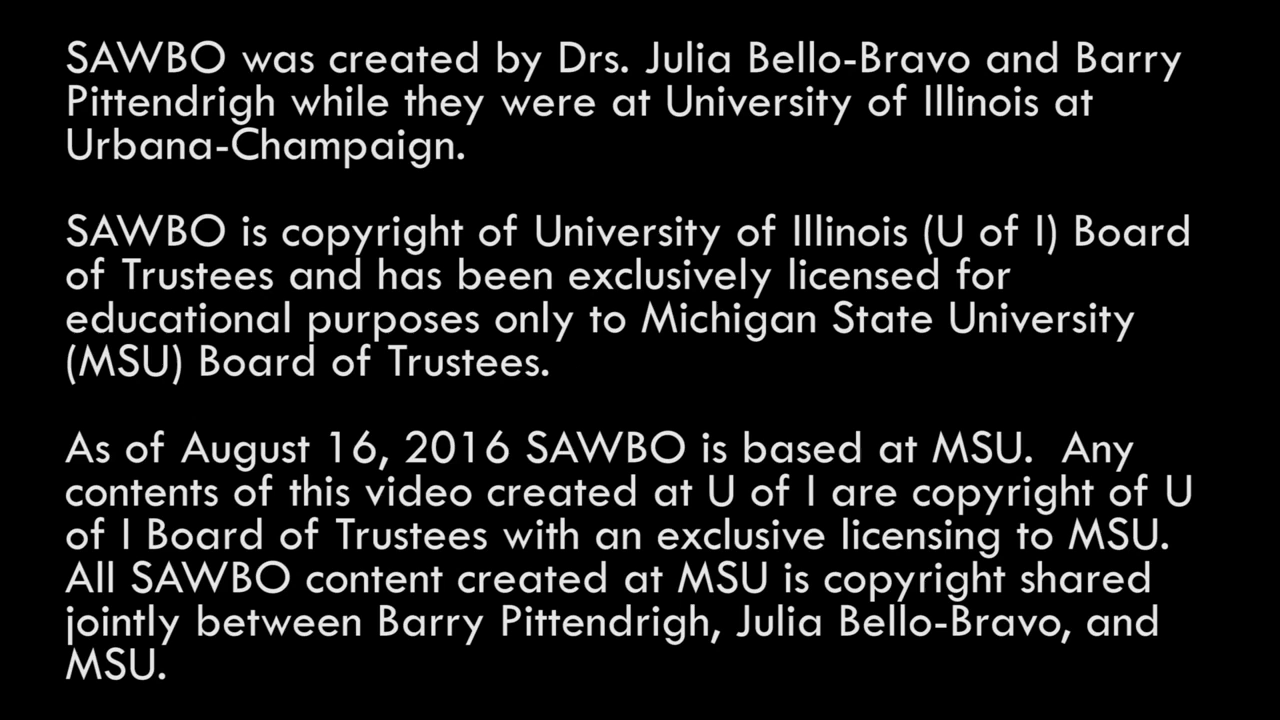 SAWBO was created by Drs. Julia Bello-Bravo and Barry
Pittendrigh while they were at University of Illinois at
Urbana-Champaign.
SAWBO is copyright of University of Illinois (U of I) Board
of Trustees and has been exclusively licensed for
educational purposes only to Michigan State University
(MSU) Board of Trustees.
As of August 16, 2016 SAWBO is based at MSU.  Any
contents of this video created at U of I are copyright of U
of I Board of Trustees with an exclusive licensing to MSU.
All SAWBO content created at MSU is copyright shared
jointly between Barry Pittendrigh, Julia Bello-Bravo, and
MSU.